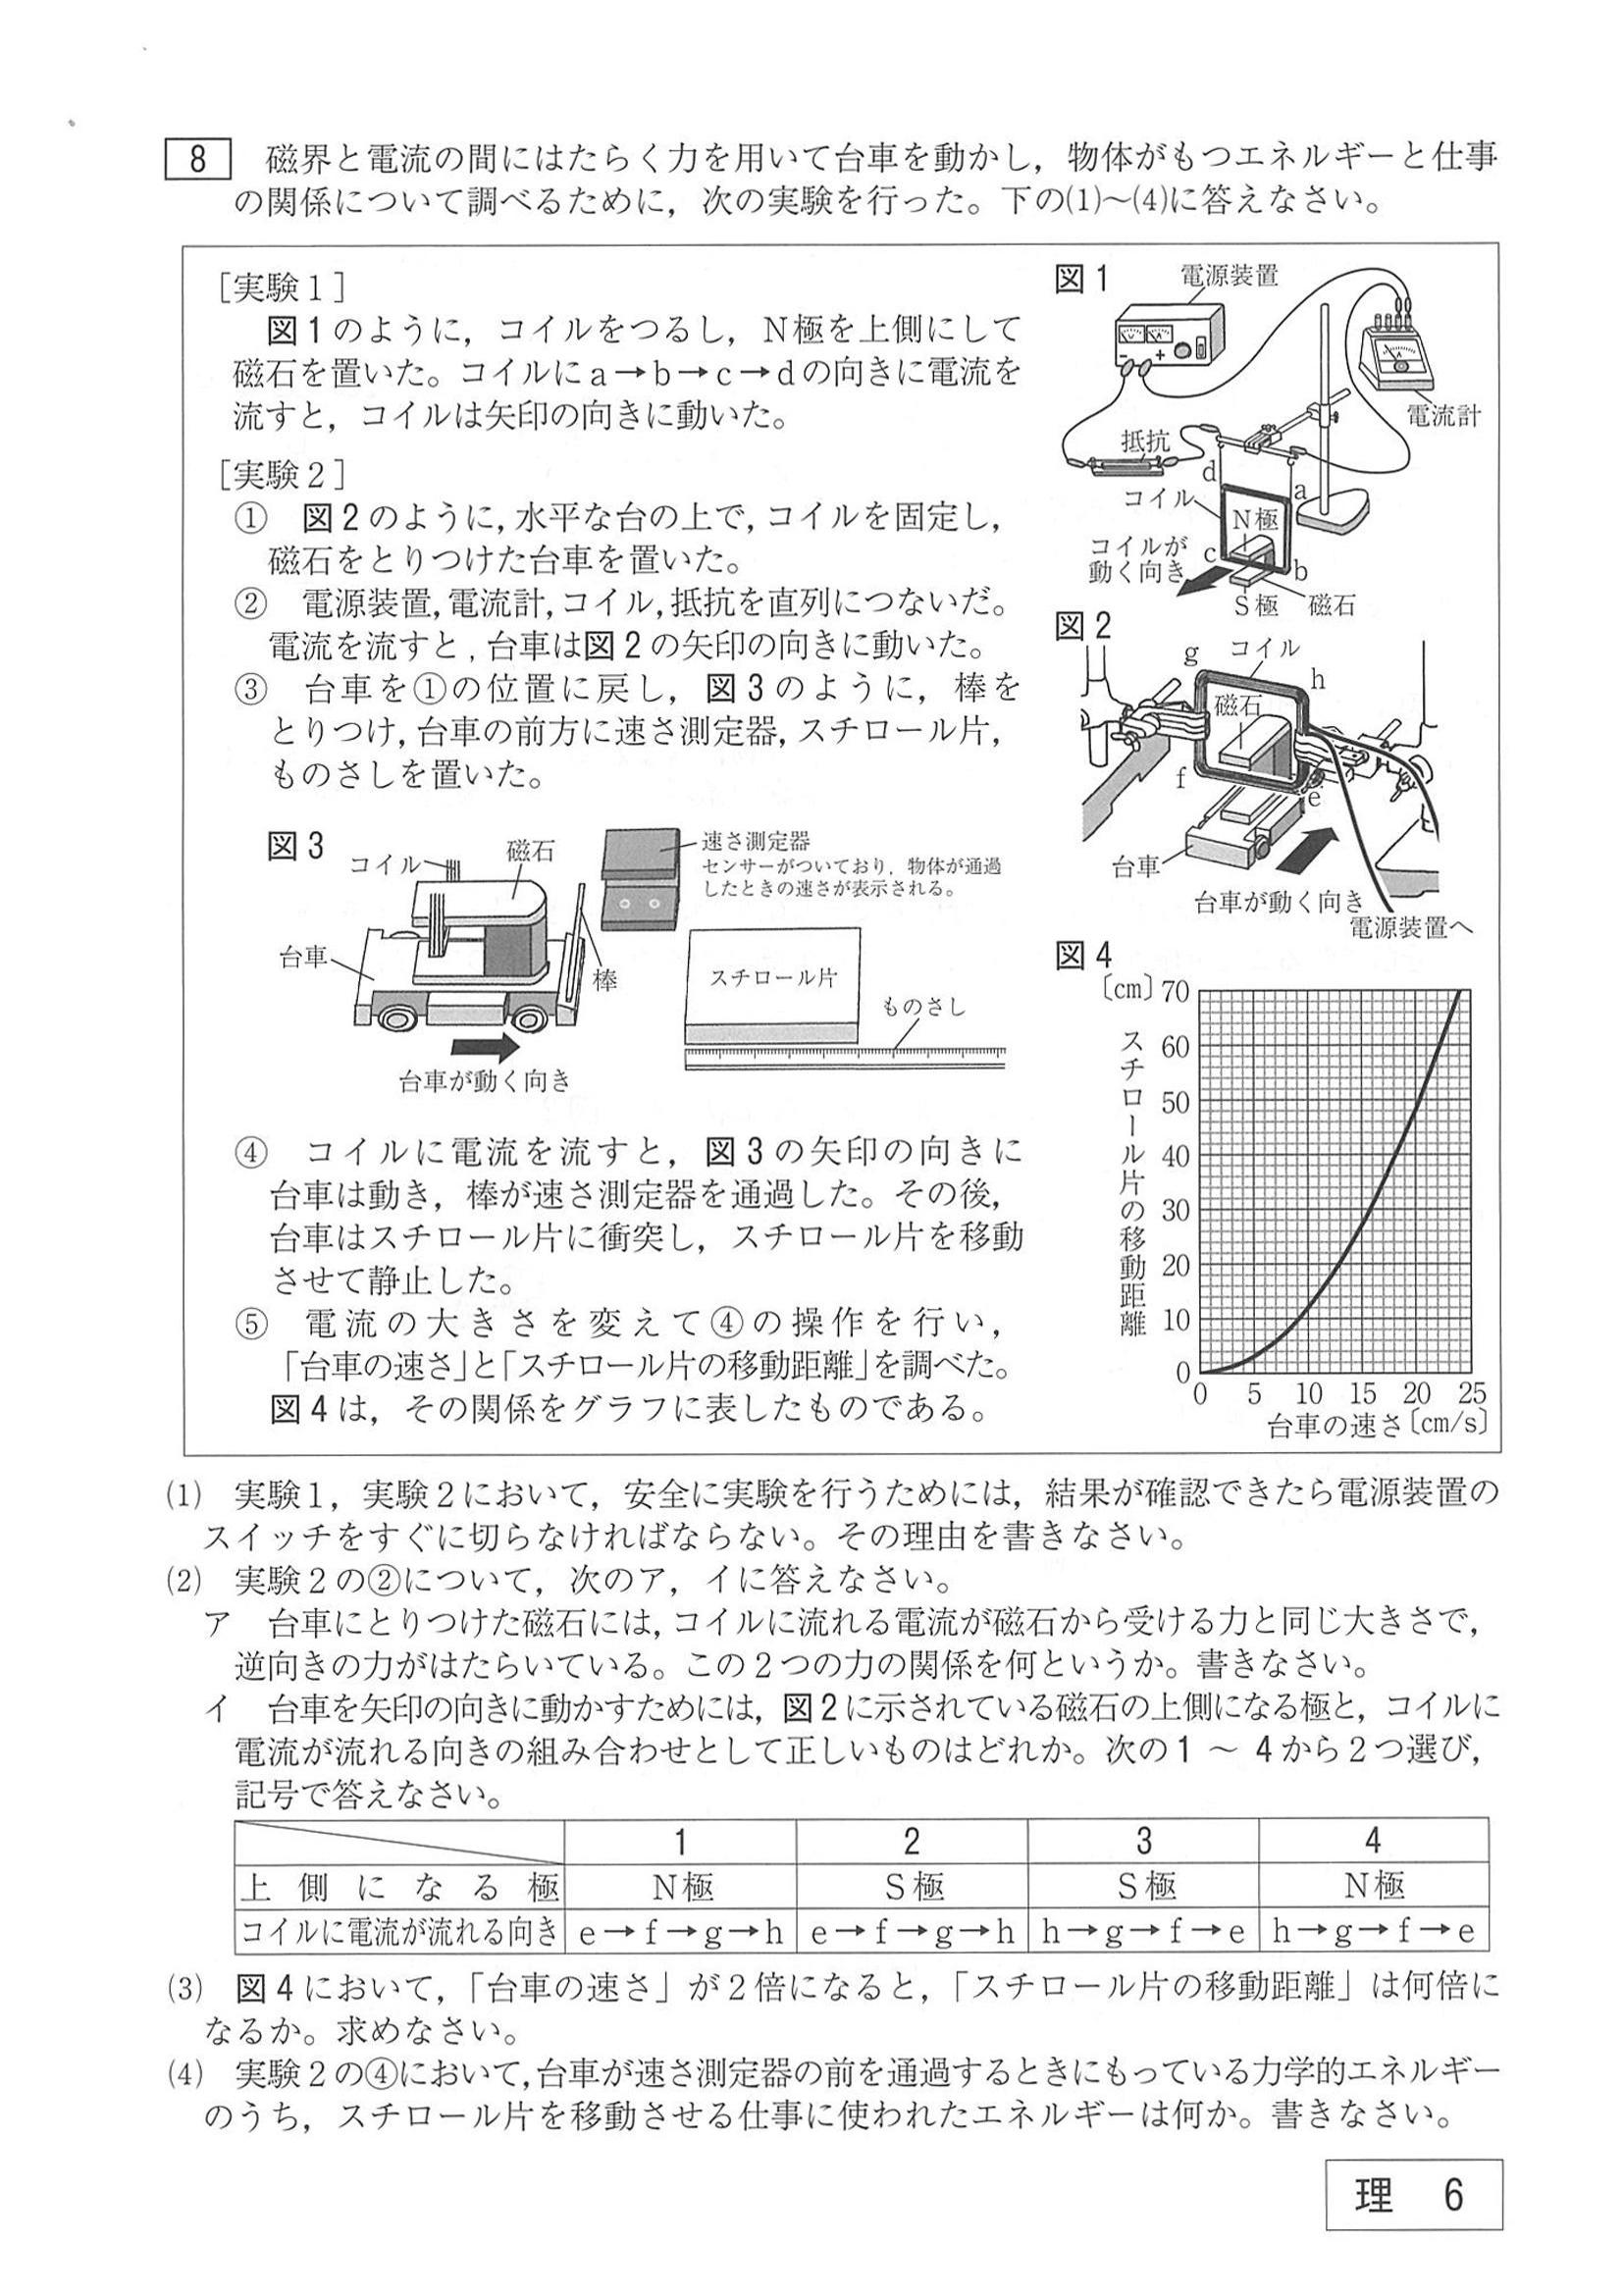 8 磁界と電流の間にはたらく力を用いて台車を動かし，物体がもつエネルギーと仕事
の関係について調べるために，次の実験を行った。下の(1)～(4)に答えなさい。
［実験１］
図１のように，コイルをつるし，Ｎ極を上側にして
磁石を置いた。コイルにａ→ｂ→ｃ→ｄの向きに電流を
流すと，コイルは矢印の向きに動いた。
［実験２］
① 図２のように，水平な台の上で，コイルを固定し，
磁石をとりつけた台車を置いた。
② 電源装置，電流計，コイル，抵抗を直列につないだ。
電流を流すと，台車は図２の矢印の向きに動いた。
③ 台車を①の位置に戻し，図３のように，棒を
とりつけ，台車の前方に速さ測定器，スチロール片，
ものさしを置いた。
図１
電源装置
電流計
抵抗
d
a
コイル
Ｎ極
コイルが
動く向き
c
b
Ｓ極
磁石
図２
g
コイル
h
磁石
f
e
台車
台車が動く向き
電源装置へ
図３
コイル
磁石
速さ測定器
センサーがついており，物体が通過
したときの速さが表示される。
台車
棒
スチロール片
ものさし
台車が動く向き
図４
〔cm〕
70
60
50
40
30
20
10
0
スチロール片の移動距離
0 5 10 15 20 25
台車の速さ〔cm/s〕
④ コイルに電流を流すと，図３の矢印の向きに
台車は動き，棒が速さ測定器を通過した。その後，
台車はスチロール片に衝突し，スチロール片を移動
させて静止した。
⑤ 電流の大きさを変えて④の操作を行い，
「台車の速さ」と「スチロール片の移動距離」を調べた。
図４は，その関係をグラフに表したものである。
(1) 実験１，実験２において，安全に実験を行うためには，結果が確認できたら電源装置の
スイッチをすぐに切らなければならない。その理由を書きなさい。
(2) 実験２の②について，次のア，イに答えなさい。
ア 台車にとりつけた磁石には，コイルに流れる電流が磁石から受ける力と同じ大きさで，
逆向きの力がはたらいている。この２つの力の関係を何というか。書きなさい。
イ 台車を矢印の向きに動かすためには，図２に示されている磁石の上側になる極と，コイルに
電流が流れる向きの組み合わせとして正しいものはどれか。次の１～４から２つ選び，
記号で答えなさい。
1 2 3 4
上側になる極 Ｎ極 Ｓ極 Ｓ極 Ｎ極
コイルに電流が流れる向き e→f→g→h e→f→g→h h→g→f→e h→g→f→e
(3) 図４において，「台車の速さ」が２倍になると，「スチロール片の移動距離」は何倍に
なるか。求めなさい。
(4) 実験２の④において，台車が速さ測定器の前を通過するときにもっている力学的エネルギー
のうち，スチロール片を移動させる仕事に使われたエネルギーは何か。書きなさい。
理 6